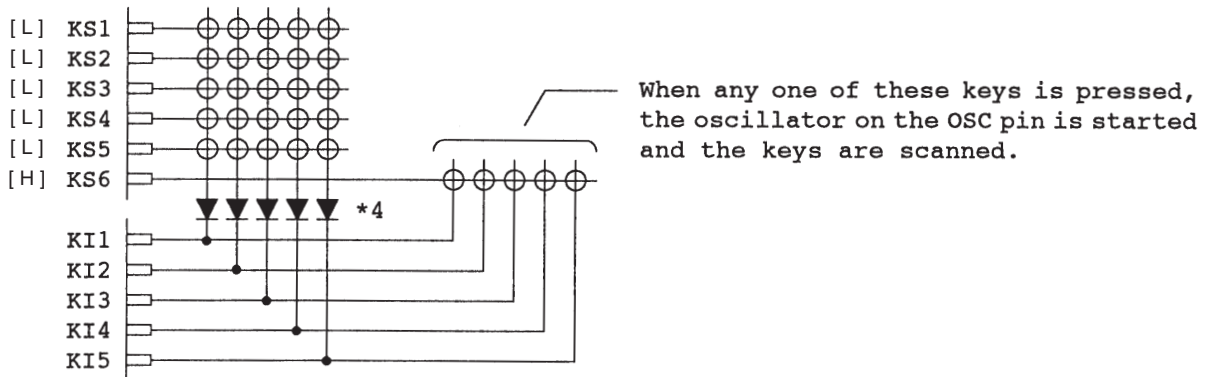 [L] KS1
[L] KS2
[L] KS3
[L] KS4
[L] KS5
[H] KS6
When any one of these keys is pressed,
the oscillator on the OSC pin is started
and the keys are scanned.
*4
KI1
KI2
KI3
KI4
KI5